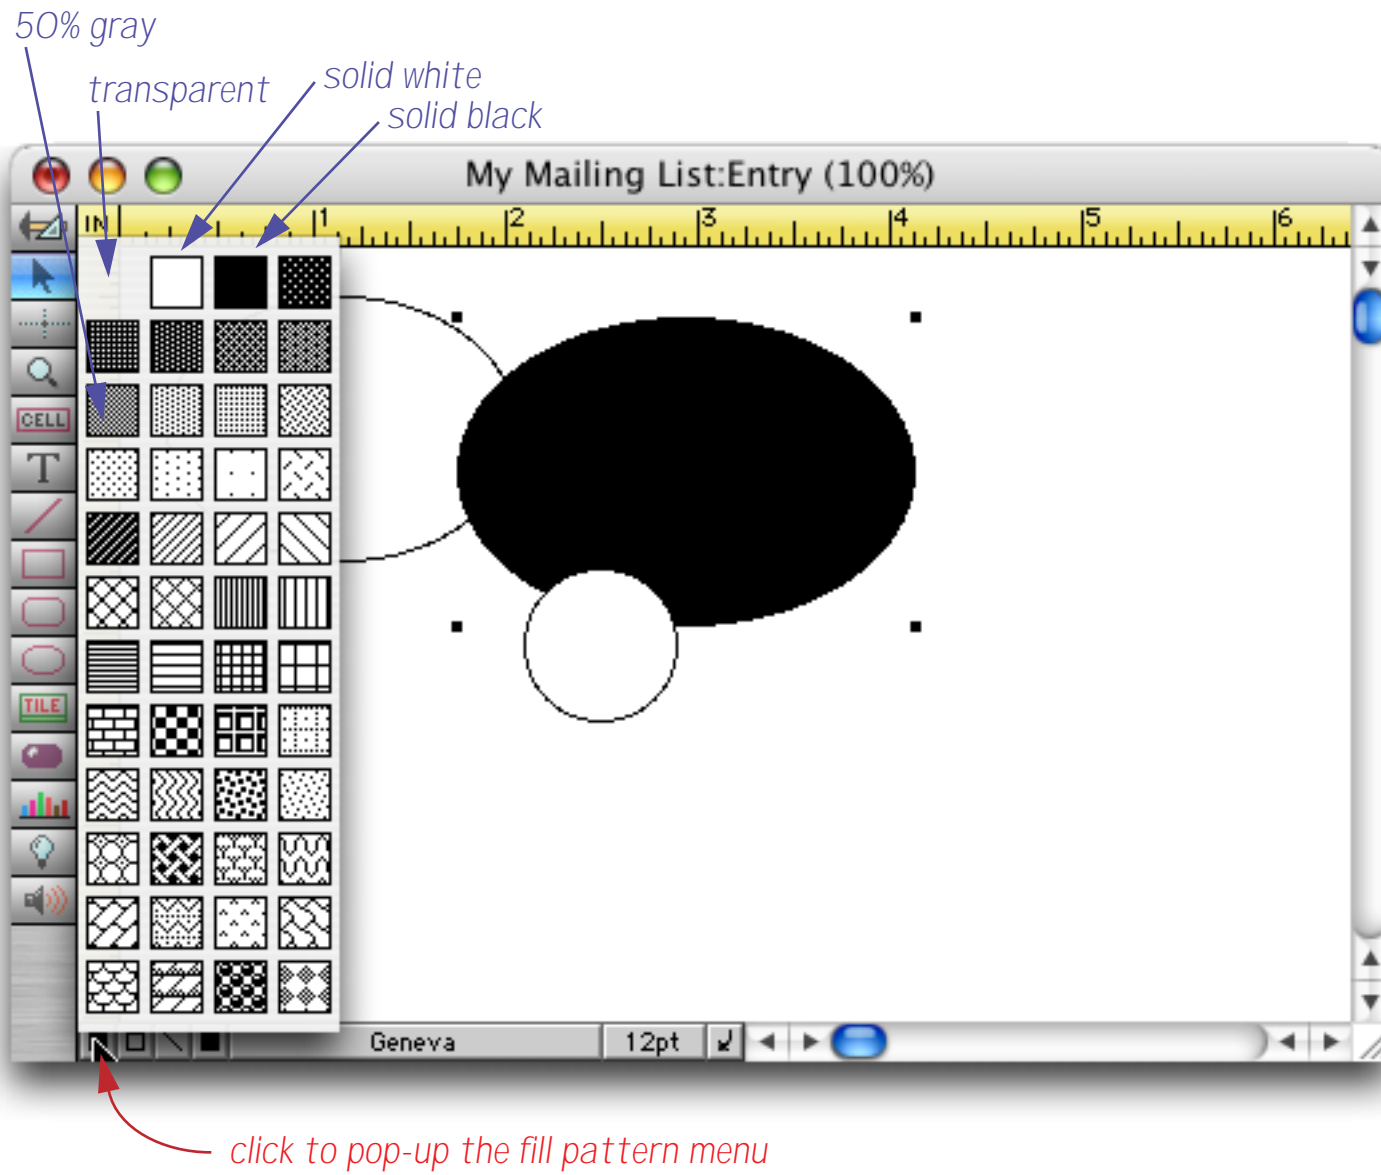 50% gray
transparent
solid white
solid black
My Mailing List:Entry (100%)
IN 1 2 3 4 5 6
CELL
T
TILE
Geneva 12pt
click to pop-up the fill pattern menu